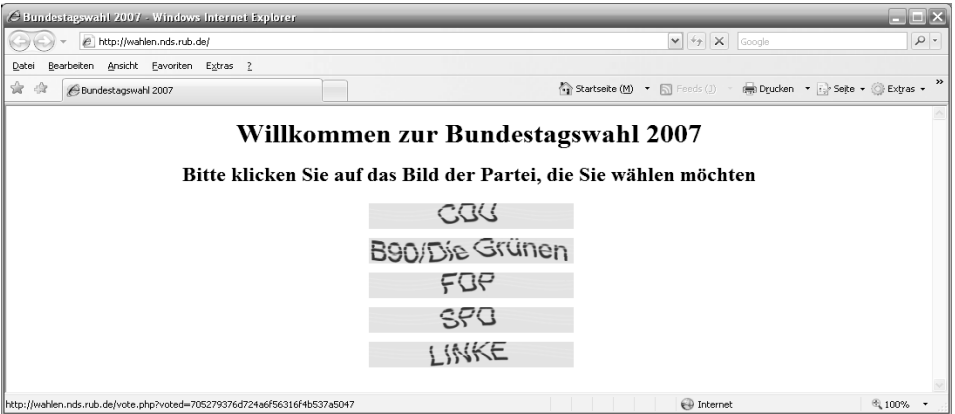 Bundestagswahl 2007 - Windows Internet Explorer
http://wahlen.nds.rub.de/ Google
Datei Bearbeiten Ansicht Favoriten Extras ?
Bundestagswahl 2007 Startseite (M) Feeds (J) Drucken Seite Extras »
Willkommen zur Bundestagswahl 2007
Bitte klicken Sie auf das Bild der Partei, die Sie wählen möchten
CDU
B90/Die Grünen
FDP
SPD
LINKE
http://wahlen.nds.rub.de/vote.php?voted=705279376d724a6f56316f4b537a5047 Internet 100%